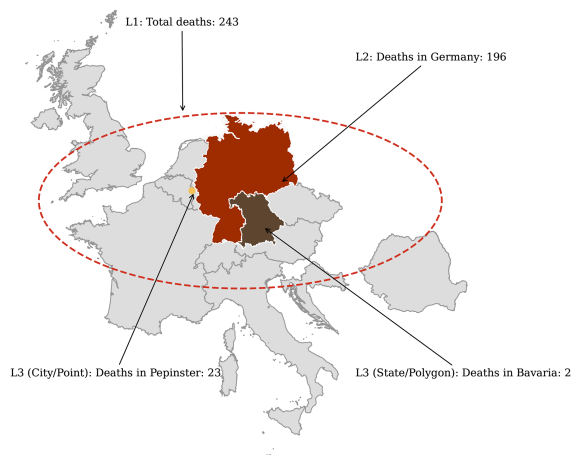 L1: Total deaths: 243
L2: Deaths in Germany: 196
L3 (City/Point): Deaths in Pepinster: 23
L3 (State/Polygon): Deaths in Bavaria: 2